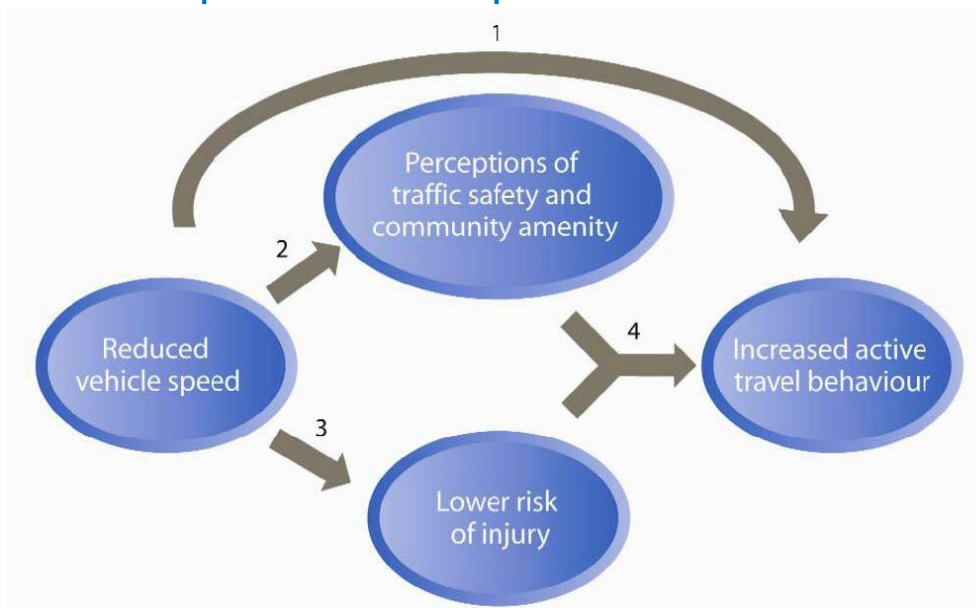 1
Perceptions of
traffic safety and
community amenity
2
4
Reduced
vehicle speed
Increased active
travel behaviour
3
Lower risk
of injury